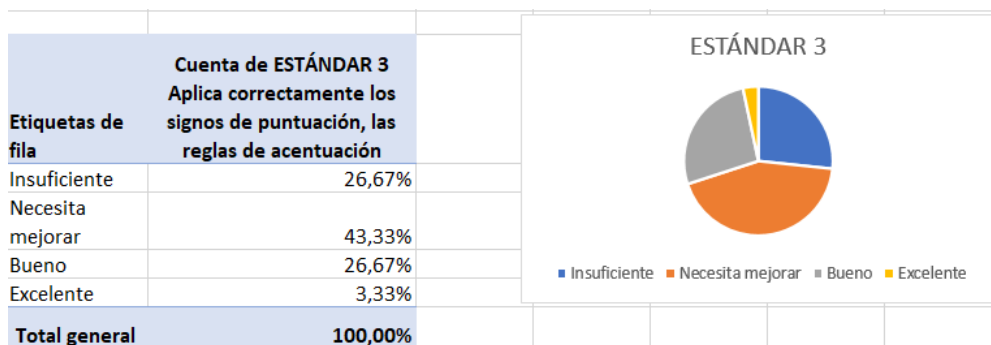 Etiquetas de
fila
Cuenta de ESTÁNDAR 3
Aplica correctamente los
signos de puntuación, las
reglas de acentuación
Insuficiente 26,67%
Necesita
mejorar 43,33%
Bueno 26,67%
Excelente 3,33%
Total general 100,00%
ESTÁNDAR 3
Insuficiente Necesita mejorar Bueno Excelente